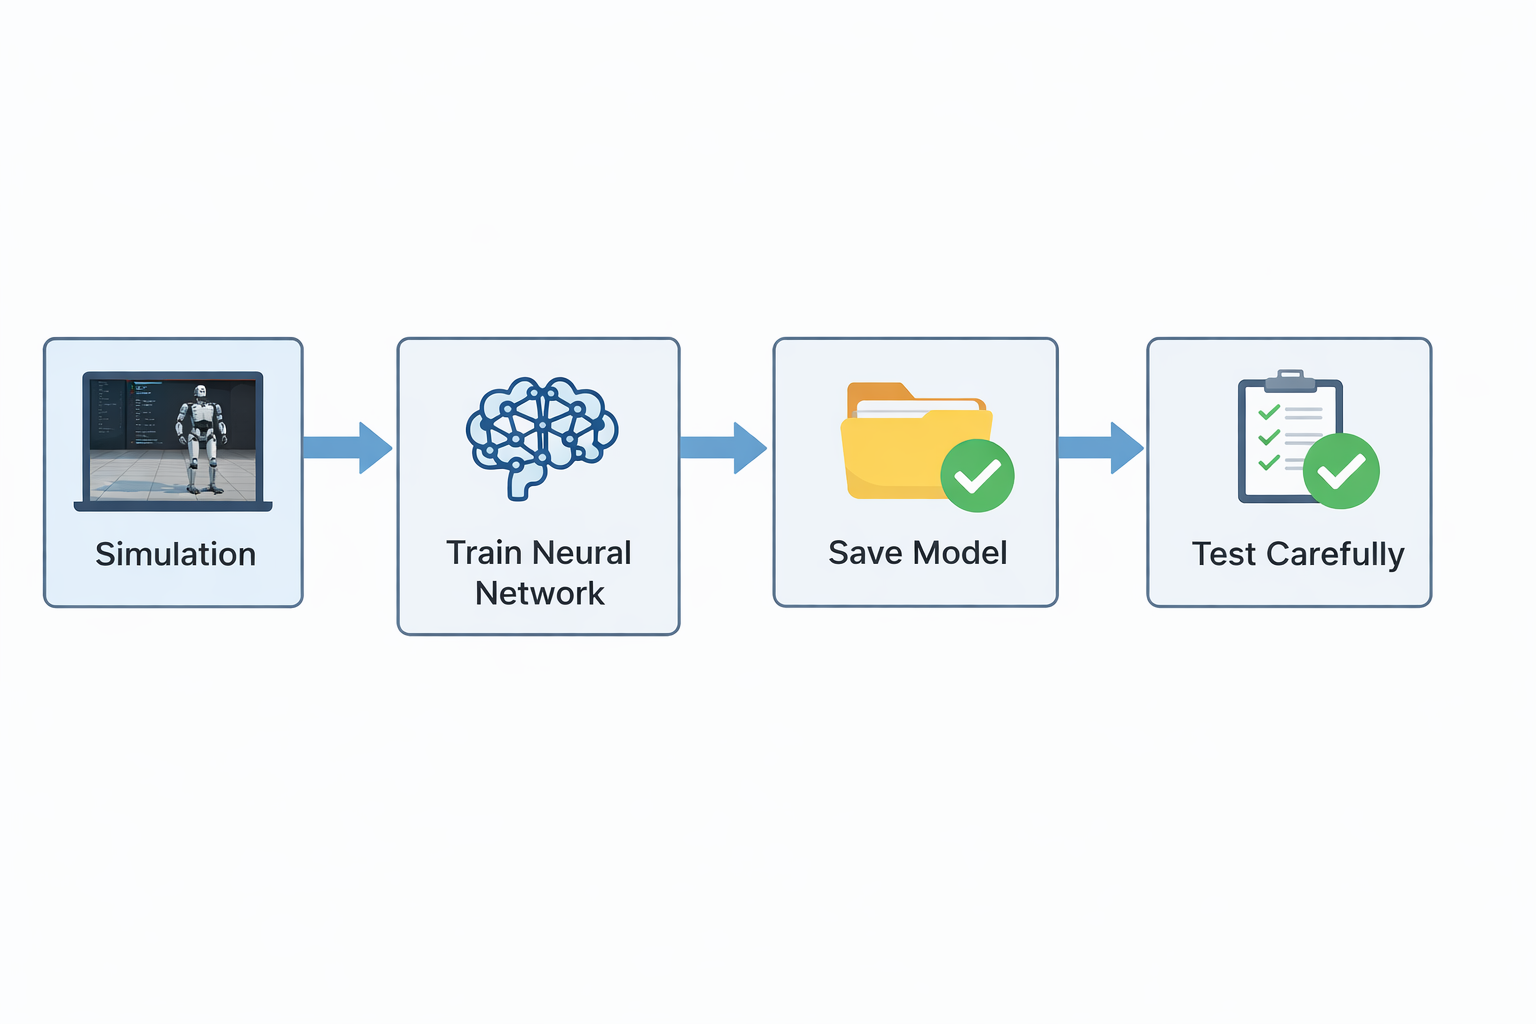 Simulation
Train Neural
Network
Save Model
Test Carefully